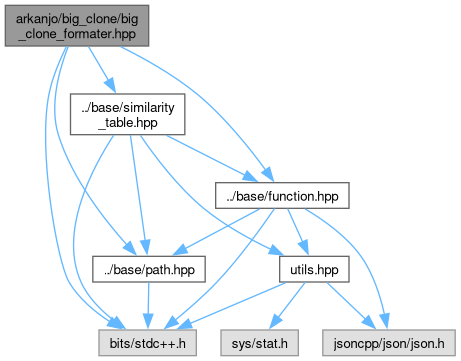 arkanjo/big_clone/big
_clone_formater.hpp
../base/similarity
_table.hpp
../base/function.hpp
../base/path.hpp
utils.hpp
bits/stdc++.h
sys/stat.h
jsoncpp/json/json.h